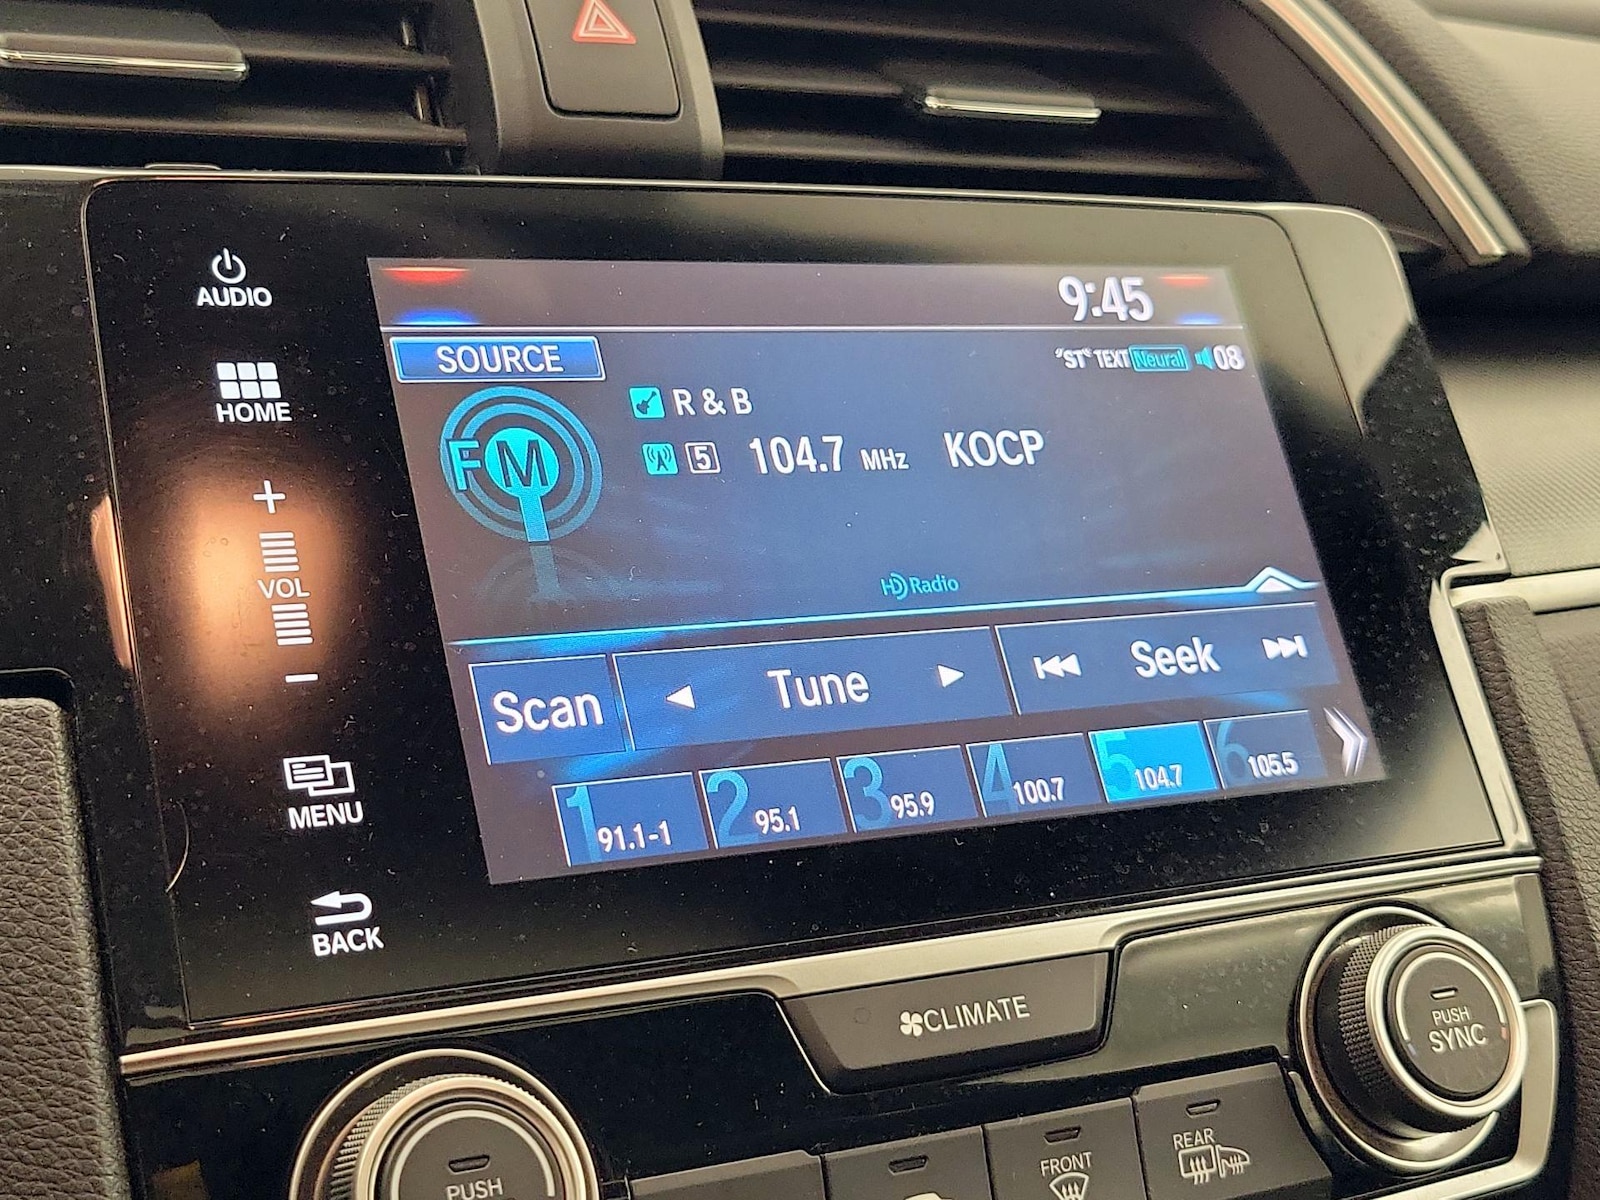 AUDIO
9:45
SOURCE
"ST" TEXT Neural 08
HOME
R & B
FM
5 104.7 MHz KOCP
+
VOL
-
HD Radio
Scan Tune Seek
1 91.1-1 2 95.1 3 95.9 4 100.7 5 104.7 6 105.5
MENU
BACK
CLIMATE
PUSH
SYNC
PUSH
FRONT
REAR